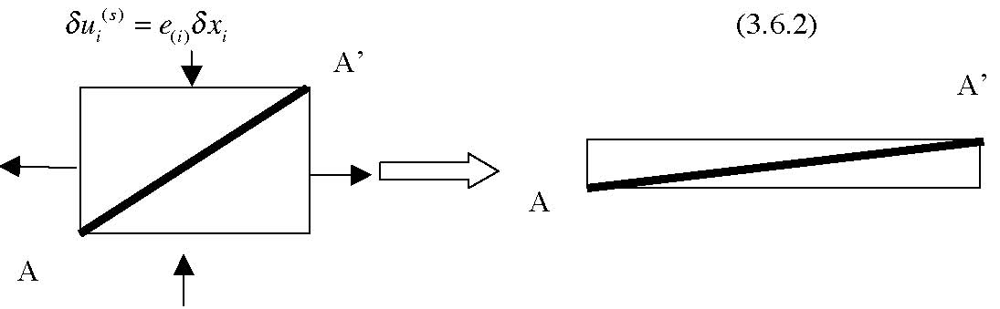 δu_i^(s) = e_(i)δx_i (3.6.2)
A'
A'
A
A